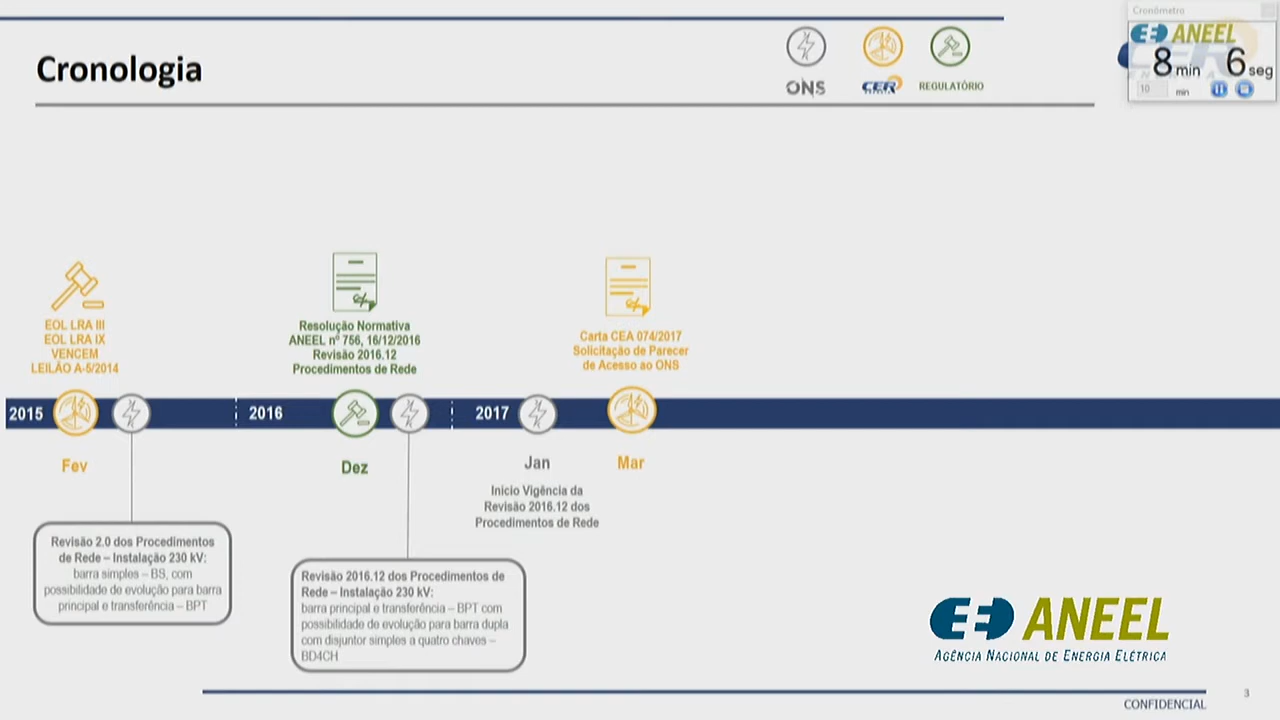 Cronologia
ONS
CER
REGULATÓRIO
Cronômetro
ANEEL
8 min 6 seg
10 min
EOL LRA III
EOL LRA IX
VENCEM
LEILÃO A-5/2014
Resolução Normativa
ANEEL nº 756, 16/12/2016
Revisão 2016.12
Procedimentos de Rede
Carta CEA 074/2017
Solicitação de Parecer
de Acesso ao ONS
2015
2016
2017
Fev
Dez
Jan
Mar
Inicio Vigência da
Revisão 2016.12 dos
Procedimentos de Rede
Revisão 2.0 dos Procedimentos
de Rede – Instalação 230 kV:
barra simples – BS, com
possibilidade de evolução para barra
principal e transferência – BPT
Revisão 2016.12 dos Procedimentos de
Rede – Instalação 230 kV:
barra principal e transferência – BPT com
possibilidade de evolução para barra dupla
com disjuntor simples a quatro chaves –
BD4CH
ANEEL
AGÊNCIA NACIONAL DE ENERGIA ELÉTRICA
CONFIDENCIAL
3